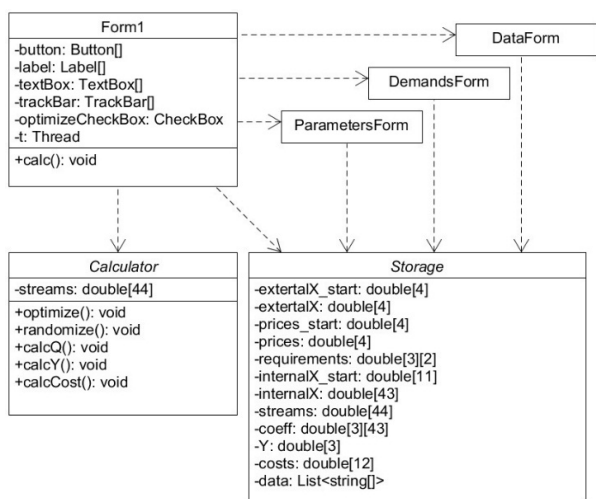 Form1
-button: Button[]
-label: Label[]
-textBox: TextBox[]
-trackBar: TrackBar[]
-optimizeCheckBox: CheckBox
-t: Thread
+calc(): void
DataForm
DemandsForm
ParametersForm
Calculator
-streams: double[44]
+optimize(): void
+randomize(): void
+calcQ(): void
+calcY(): void
+calcCost(): void
Storage
-extertalX_start: double[4]
-extertalX: double[4]
-prices_start: double[4]
-prices: double[4]
-requirements: double[3][2]
-internalX_start: double[11]
-internalX: double[43]
-streams: double[44]
-coeff: double[3][43]
-Y: double[3]
-costs: double[12]
-data: List<string[]>